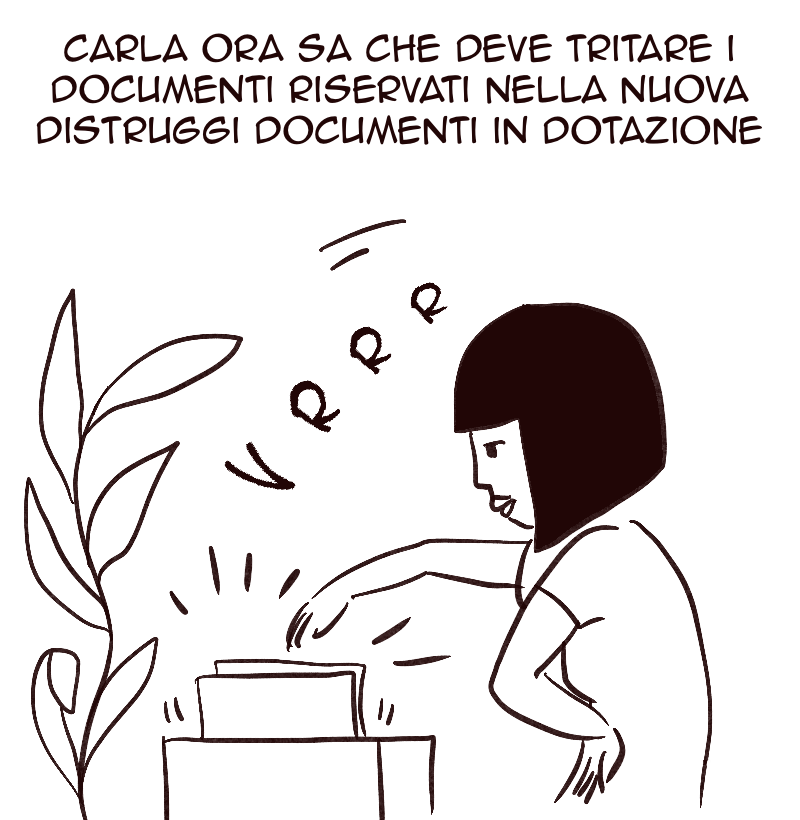 CARLA ORA SA CHE DEVE TRITARE I
DOCUMENTI RISERVATI NELLA NUOVA
DISTRUGGI DOCUMENTI IN DOTAZIONE
VRRR